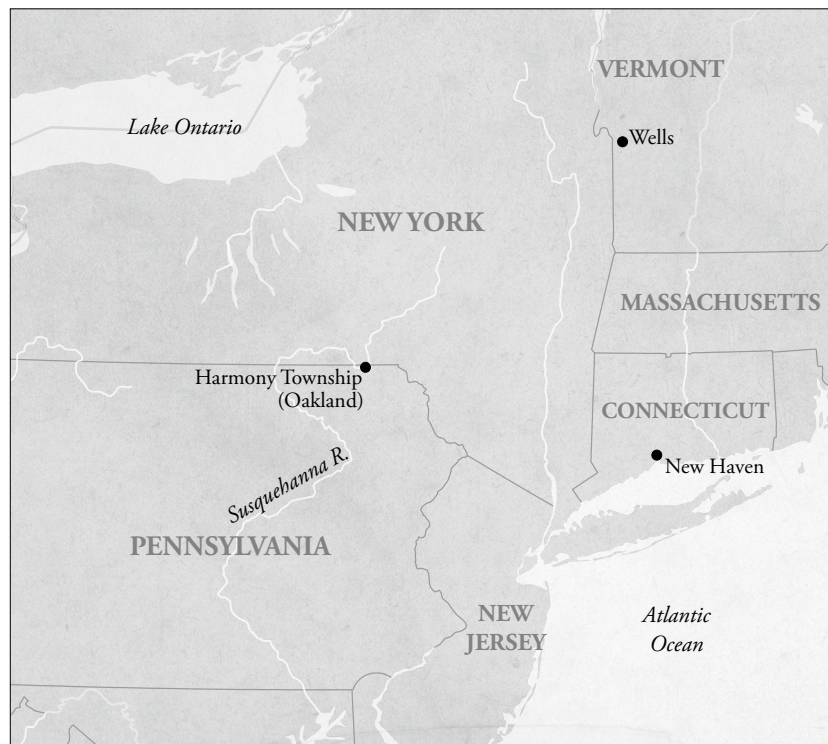 VERMONT
Lake Ontario
Wells
NEW YORK
MASSACHUSETTS
Harmony Township
(Oakland)
CONNECTICUT
New Haven
Susquehanna R.
PENNSYLVANIA
NEW
JERSEY
Atlantic
Ocean